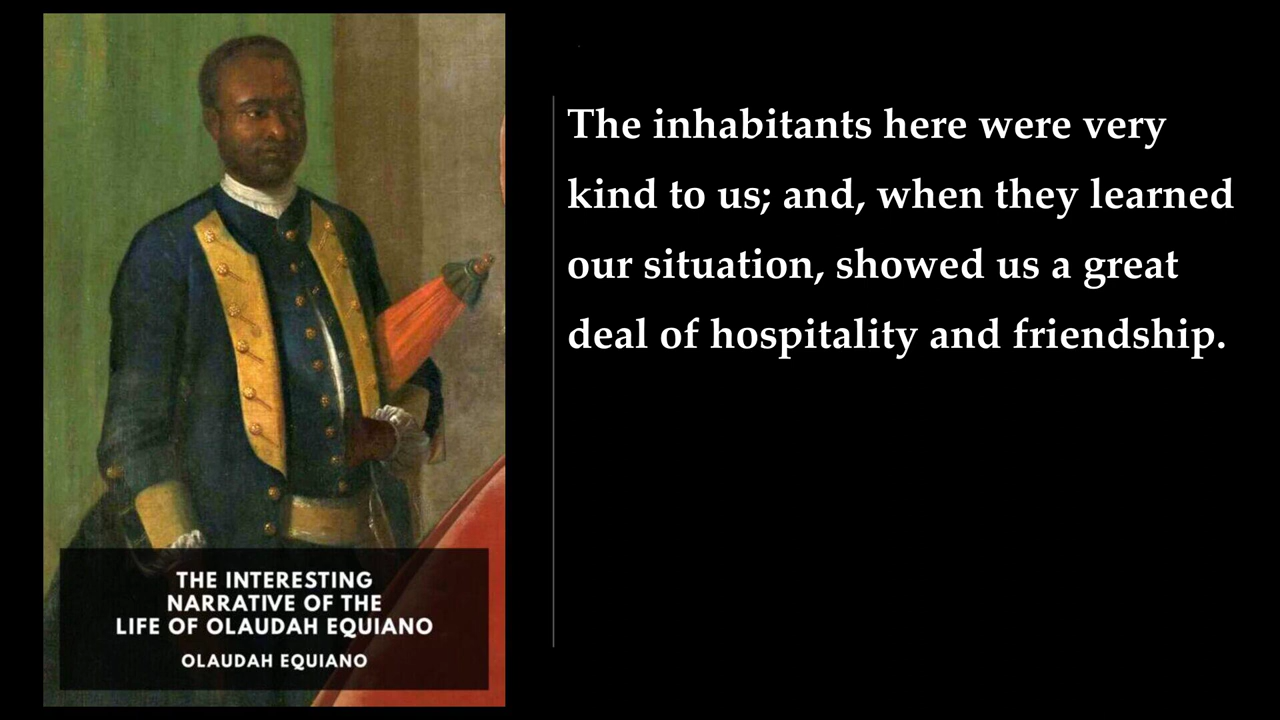 THE INTERESTING
NARRATIVE OF THE
LIFE OF OLAUDAH EQUIANO
OLAUDAH EQUIANO
The inhabitants here were very
kind to us; and, when they learned
our situation, showed us a great
deal of hospitality and friendship.